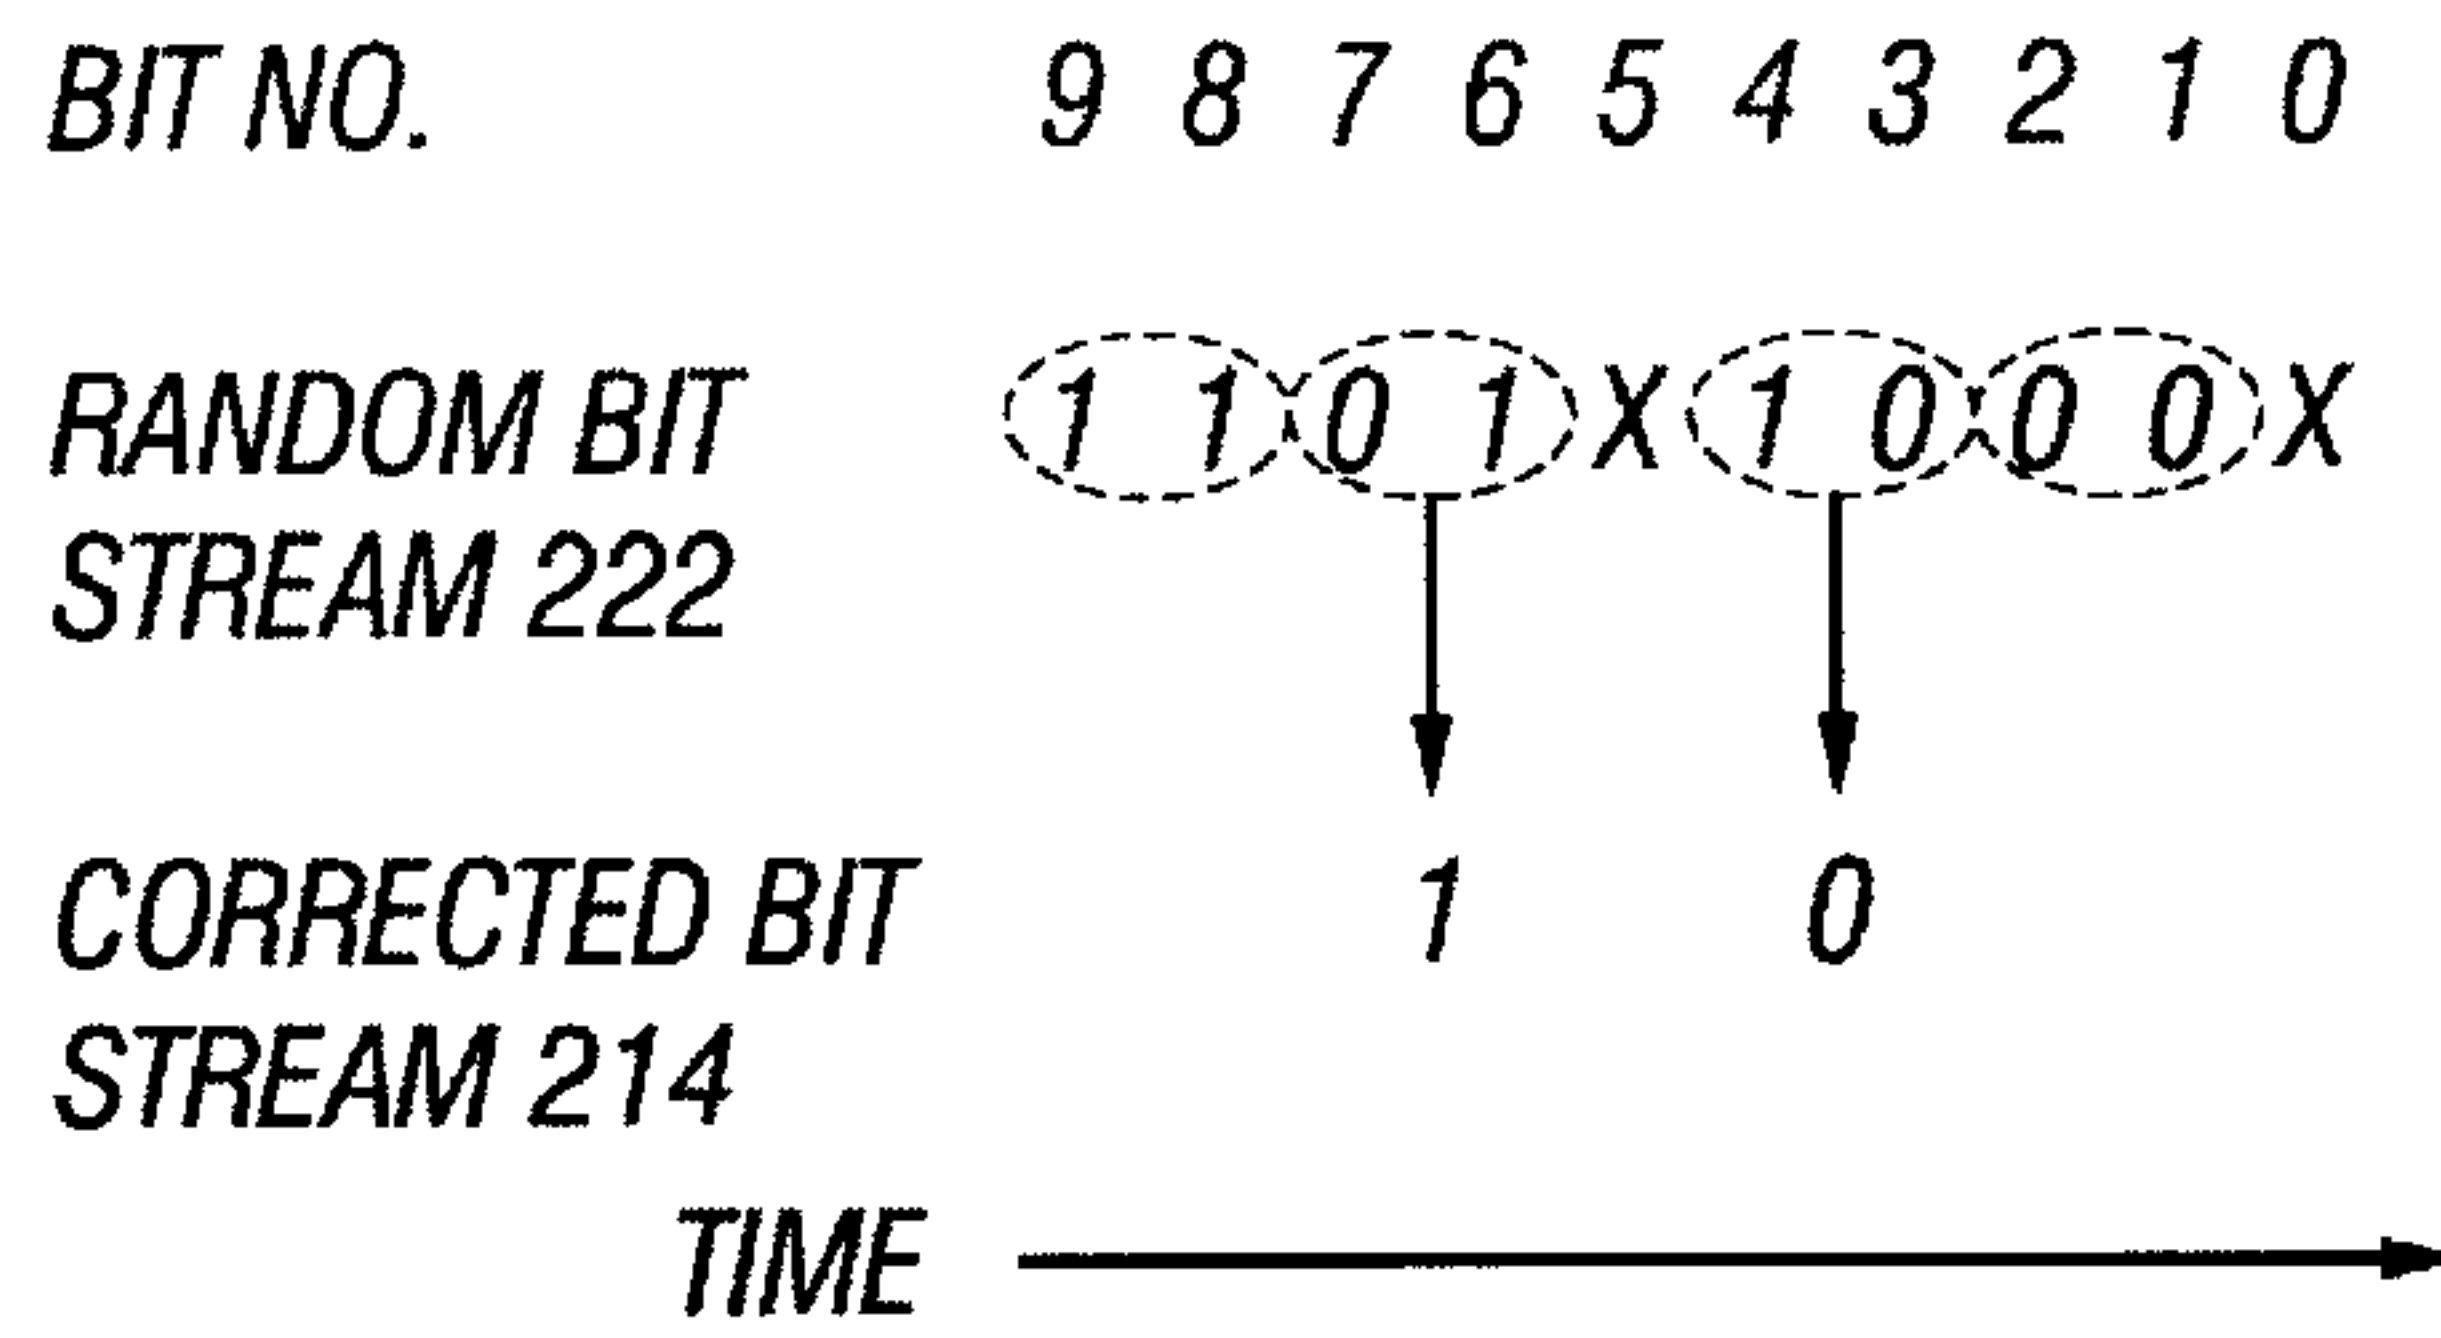 BIT NO. 9 8 7 6 5 4 3 2 1 0
RANDOM BIT 1 1 0 1 X 1 0 0 0 X
STREAM 222
1 0
CORRECTED BIT
STREAM 214
TIME